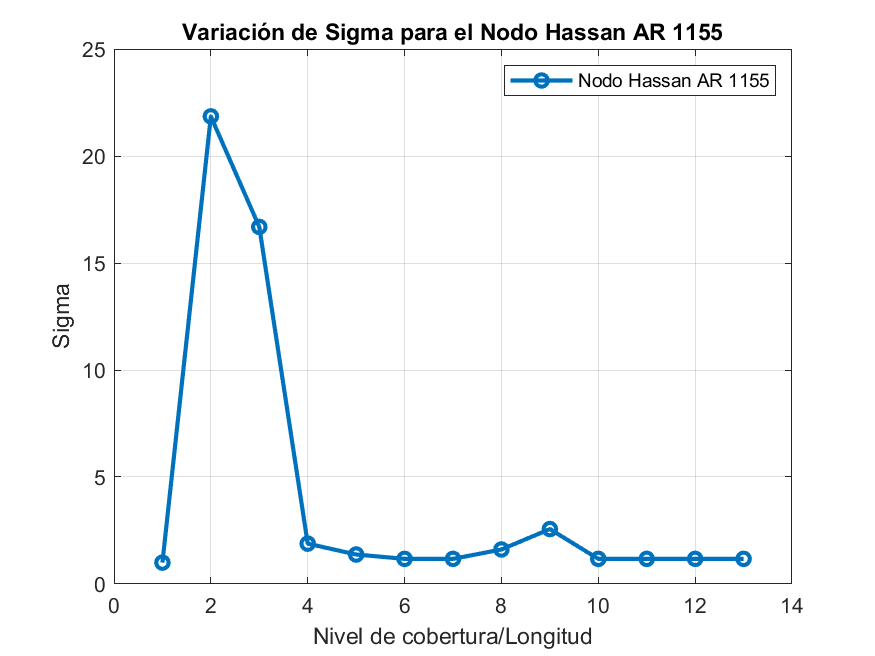 Variación de Sigma para el Nodo Hassan AR 1155
Nodo Hassan AR 1155
25
20
15
10
5
0
Sigma
0 2 4 6 8 10 12 14
Nivel de cobertura/Longitud